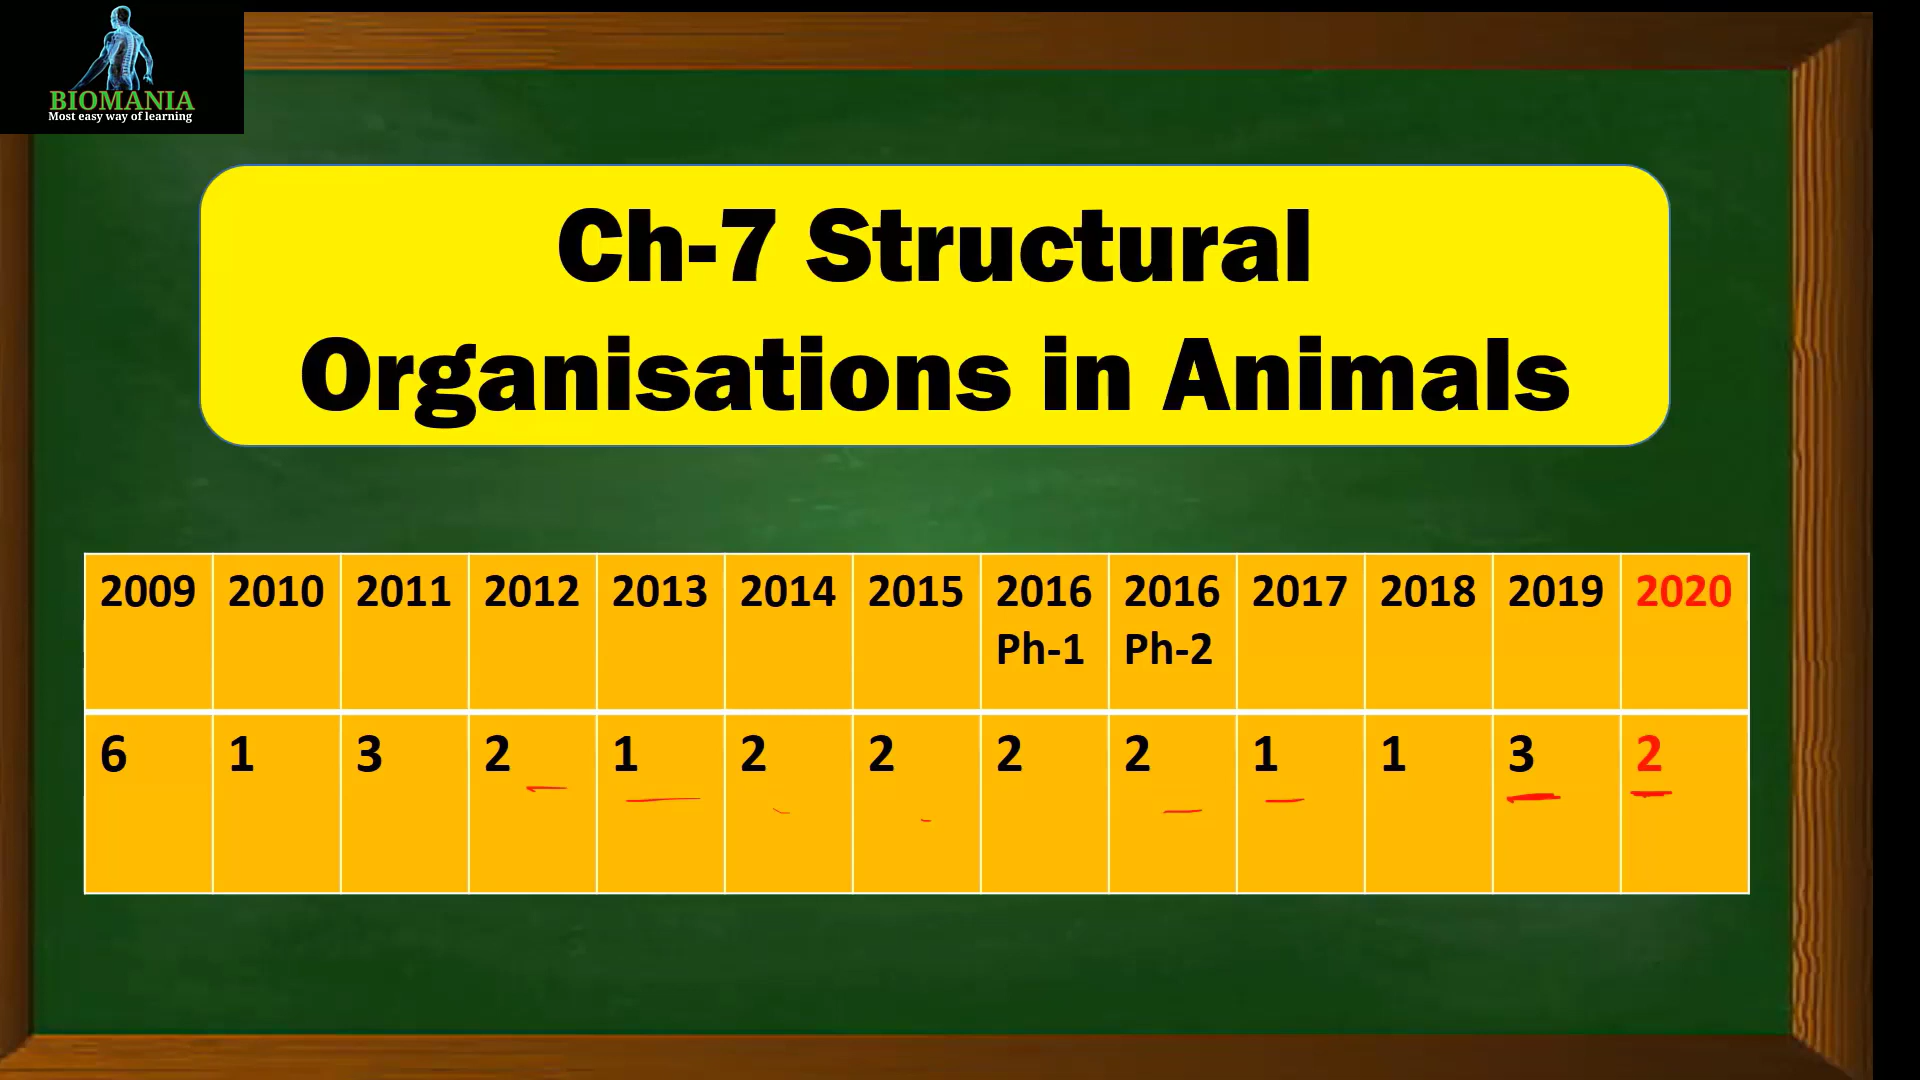 BIOMANIA
Most easy way of learning
Ch-7 Structural
Organisations in Animals
2009 2010 2011 2012 2013 2014 2015 2016 Ph-1 2016 Ph-2 2017 2018 2019 2020
6 1 3 2 1 2 2 2 2 1 1 3 2